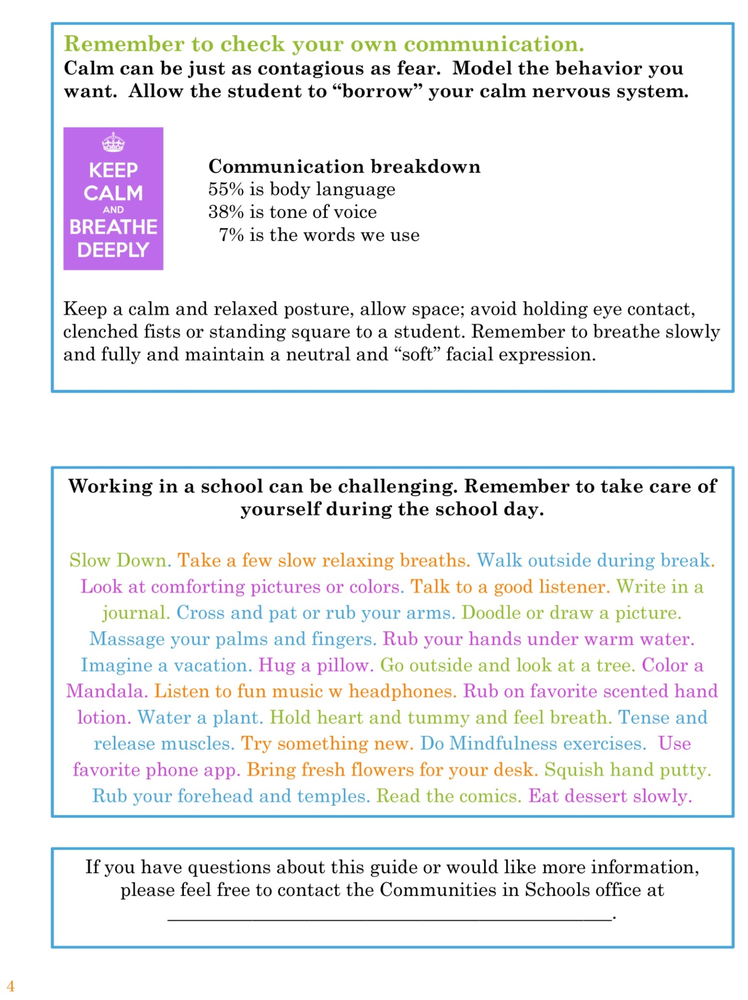 Remember to check your own communication.
Calm can be just as contagious as fear.  Model the behavior you
want.  Allow the student to “borrow” your calm nervous system.
KEEP
CALM
AND
BREATHE
DEEPLY
Communication breakdown
55% is body language
38% is tone of voice
7% is the words we use
Keep a calm and relaxed posture, allow space; avoid holding eye contact,
clenched fists or standing square to a student. Remember to breathe slowly
and fully and maintain a neutral and “soft” facial expression.
Working in a school can be challenging. Remember to take care of
yourself during the school day.
Slow Down. Take a few slow relaxing breaths. Walk outside during break.
Look at comforting pictures or colors. Talk to a good listener. Write in a
journal. Cross and pat or rub your arms. Doodle or draw a picture.
Massage your palms and fingers. Rub your hands under warm water.
Imagine a vacation. Hug a pillow. Go outside and look at a tree. Color a
Mandala. Listen to fun music w headphones. Rub on favorite scented hand
lotion. Water a plant. Hold heart and tummy and feel breath. Tense and
release muscles. Try something new. Do Mindfulness exercises.  Use
favorite phone app. Bring fresh flowers for your desk. Squish hand putty.
Rub your forehead and temples. Read the comics. Eat dessert slowly.
If you have questions about this guide or would like more information,
please feel free to contact the Communities in Schools office at
_______________________________________________.
4